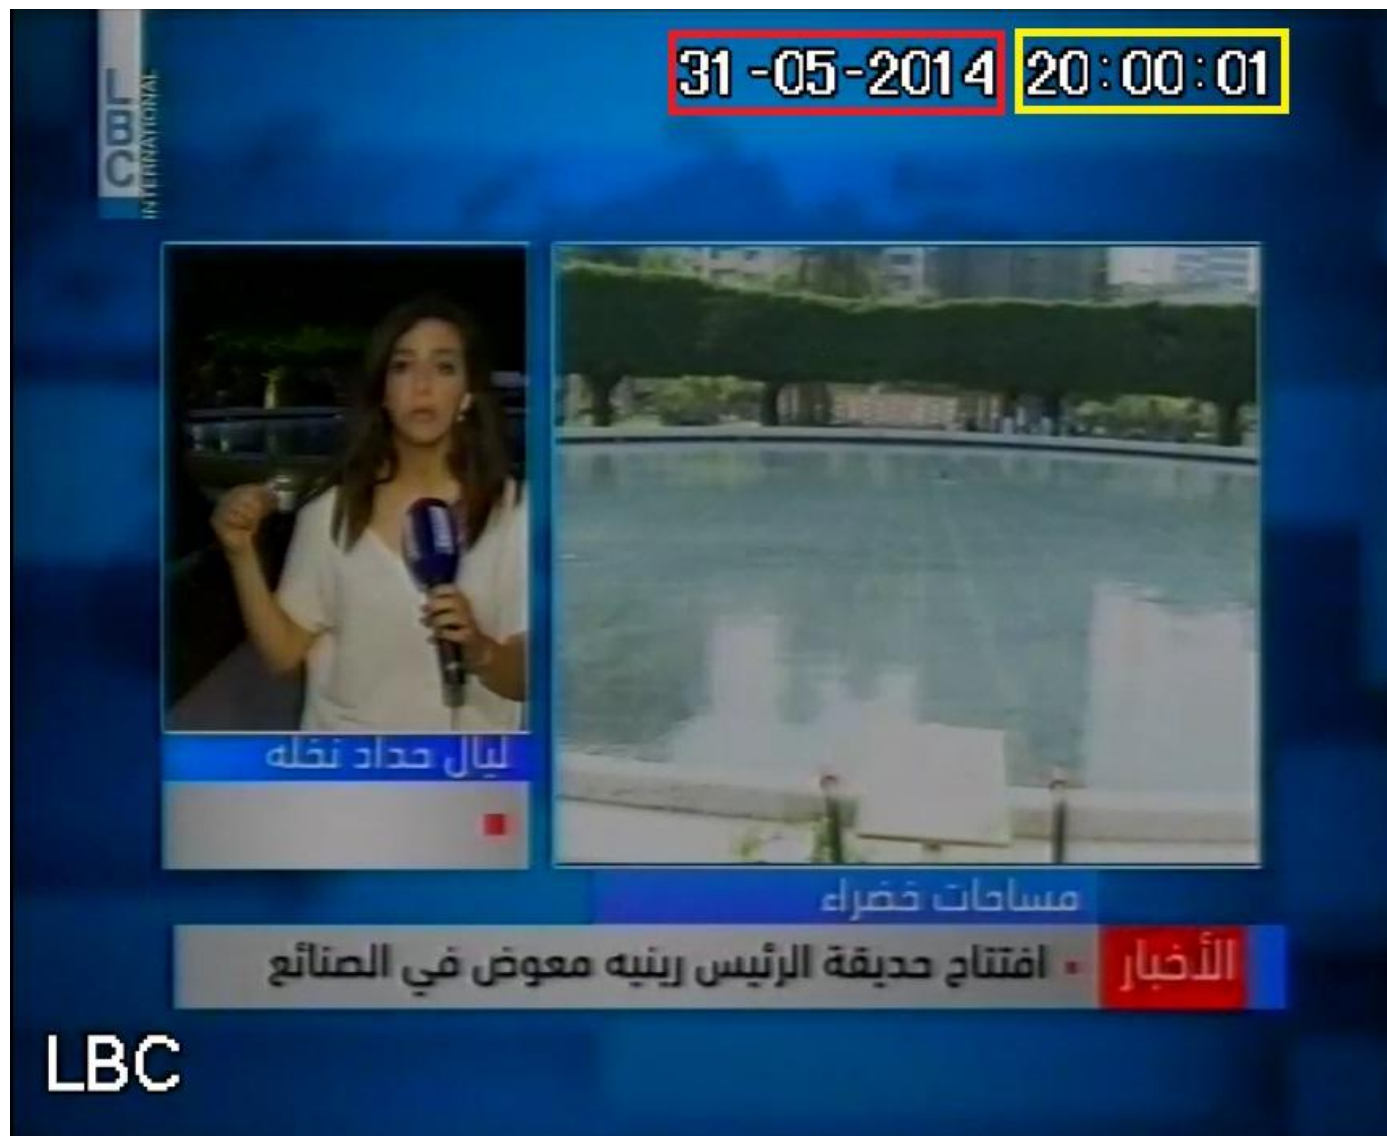 31-05-2014 20:00:01
LBC
INTERNATIONAL
ليال حداد نخله
مساحات خضراء
الأخبار
افتتاح حديقة الرئيس رينيه معوض في الصنائع
LBC